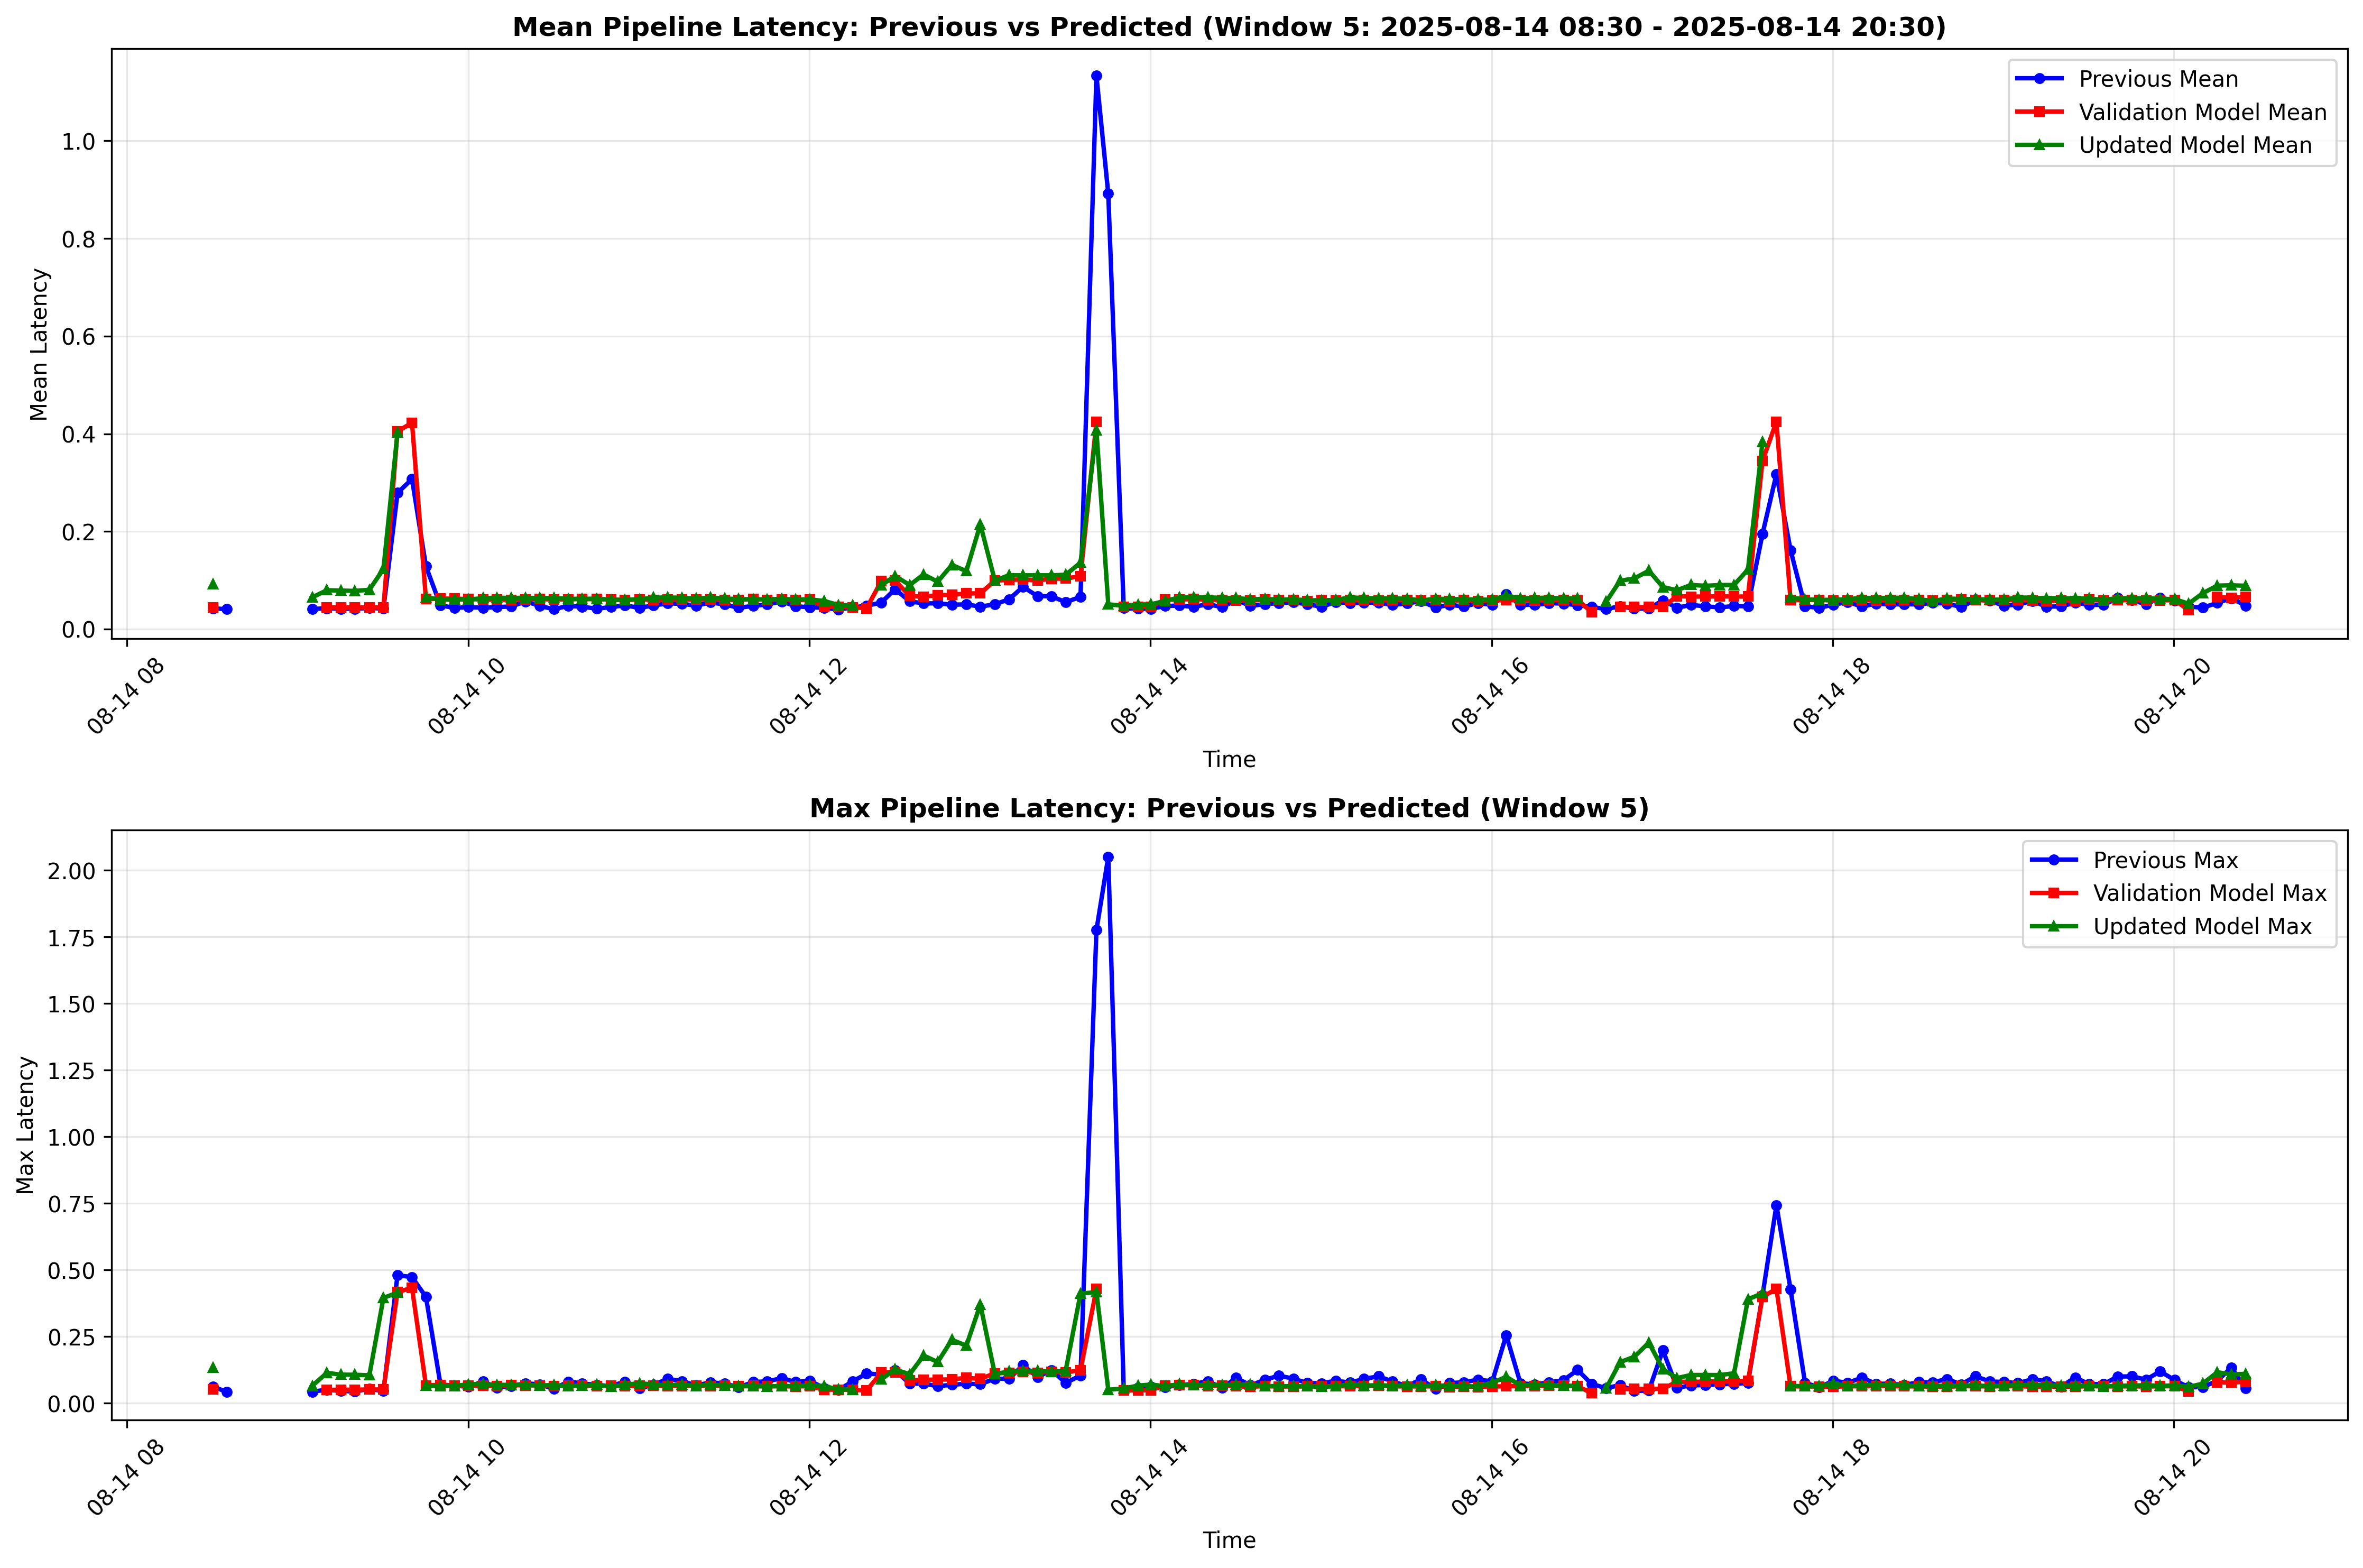 Mean Pipeline Latency: Previous vs Predicted (Window 5: 2025-08-14 08:30 - 2025-08-14 20:30)
Previous Mean
Validation Model Mean
Updated Model Mean
1.0
0.8
0.6
0.4
0.2
0.0
Mean Latency
08-14 08
08-14 10
08-14 12
08-14 14
08-14 16
08-14 18
08-14 20
Time
Max Pipeline Latency: Previous vs Predicted (Window 5)
Previous Max
Validation Model Max
Updated Model Max
2.00
1.75
1.50
1.25
1.00
0.75
0.50
0.25
0.00
Max Latency
08-14 08
08-14 10
08-14 12
08-14 14
08-14 16
08-14 18
08-14 20
Time